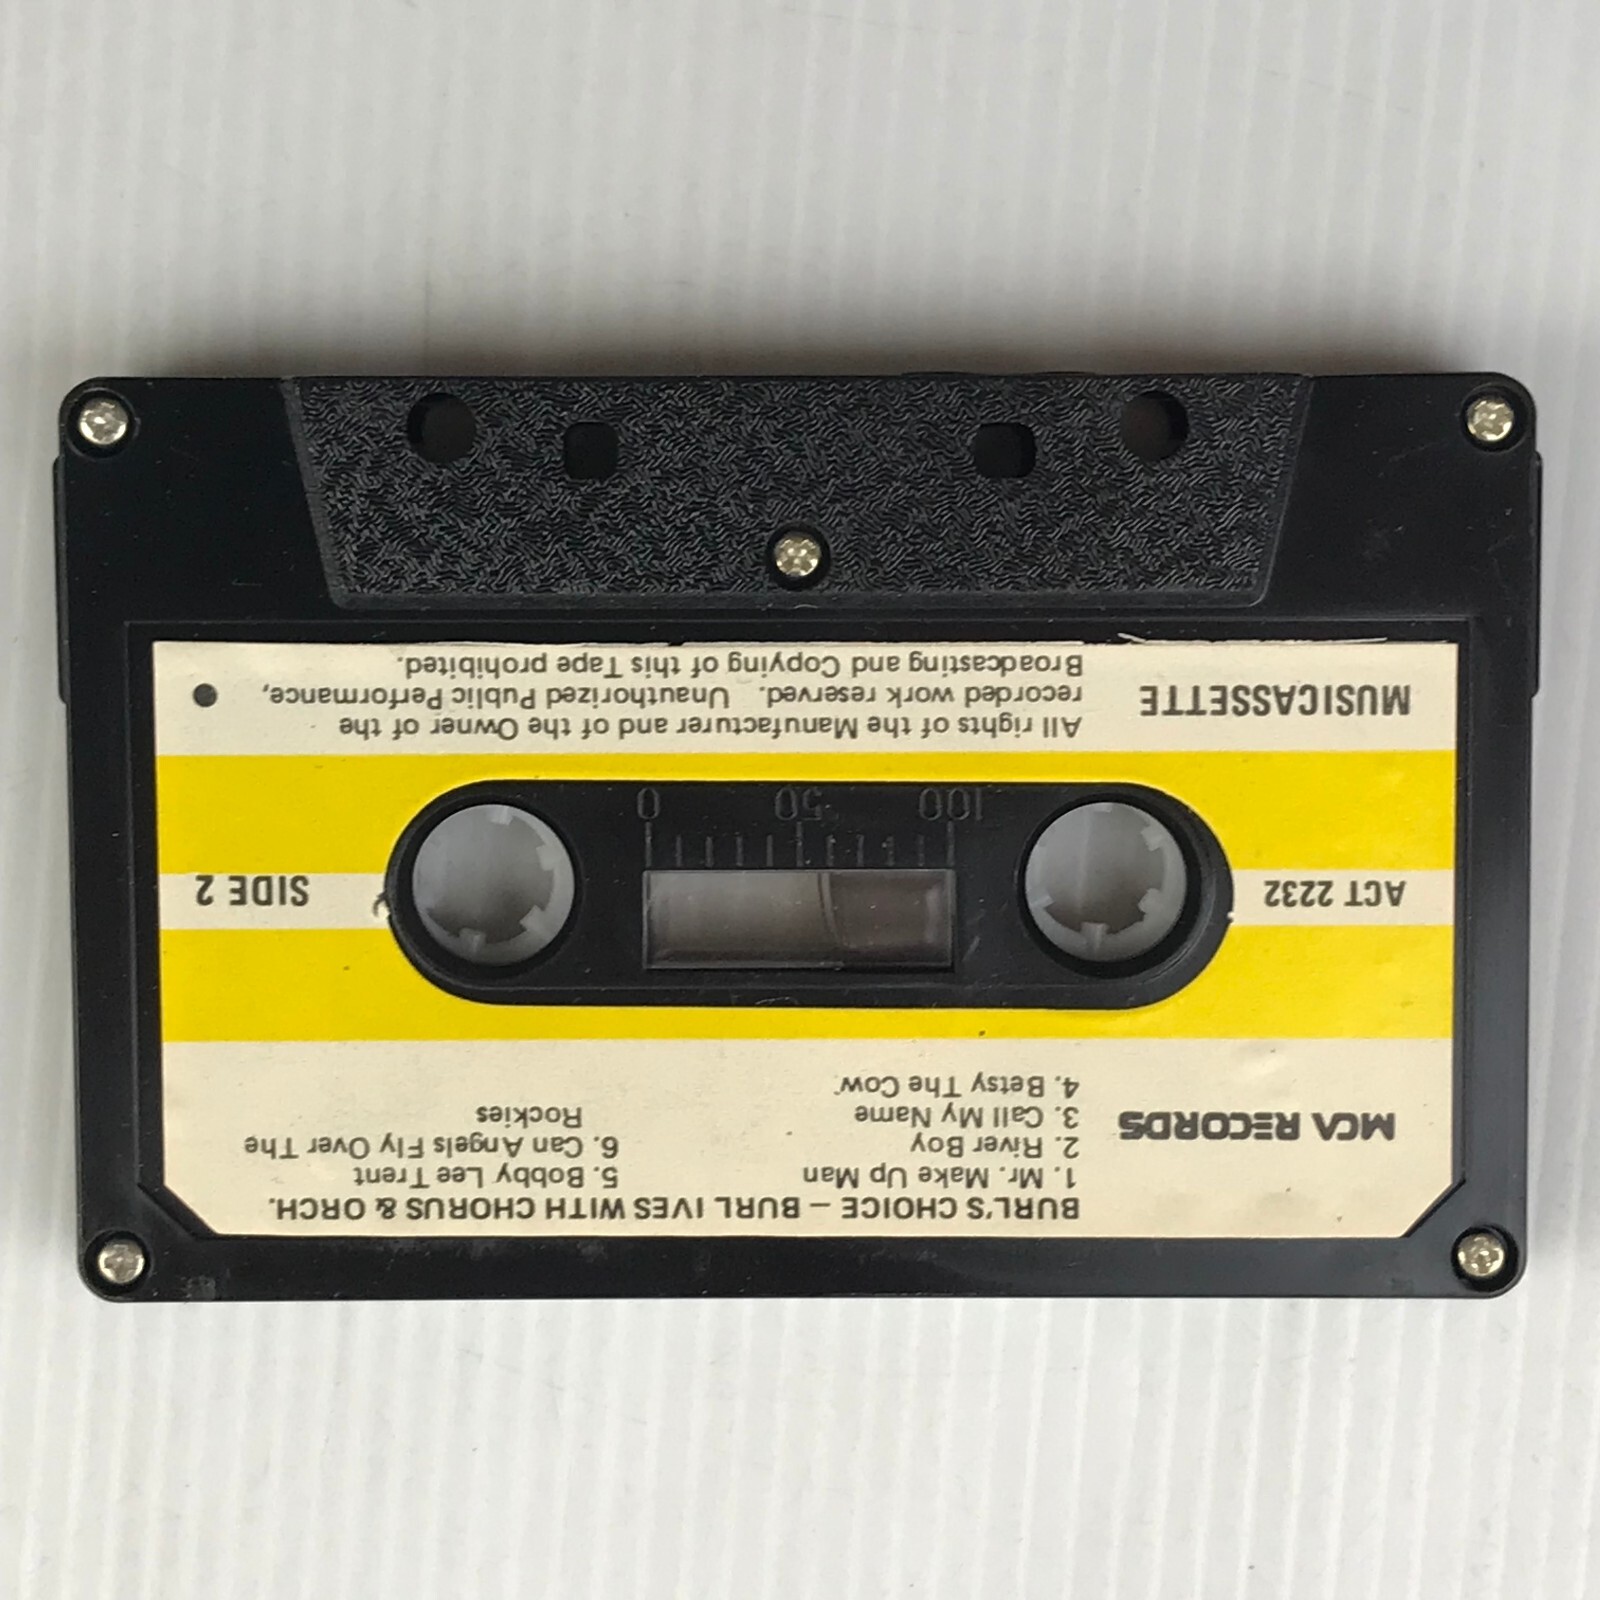 BURL'S CHOICE – BURL IVES WITH CHORUS & ORCH.
1. Mr. Make Up Man
2. River Boy
3. Call My Name
4. Betsy The Cow
5. Bobby Lee Trent
6. Can Angels Fly Over The
Rockies
MCA RECORDS
ACT 2232
SIDE 2
100
50
0
MUSICASSETTE
All rights of the Manufacturer and of the Owner of the
recorded work reserved. Unauthorized Public Performance,
Broadcasting and Copying of this Tape prohibited.